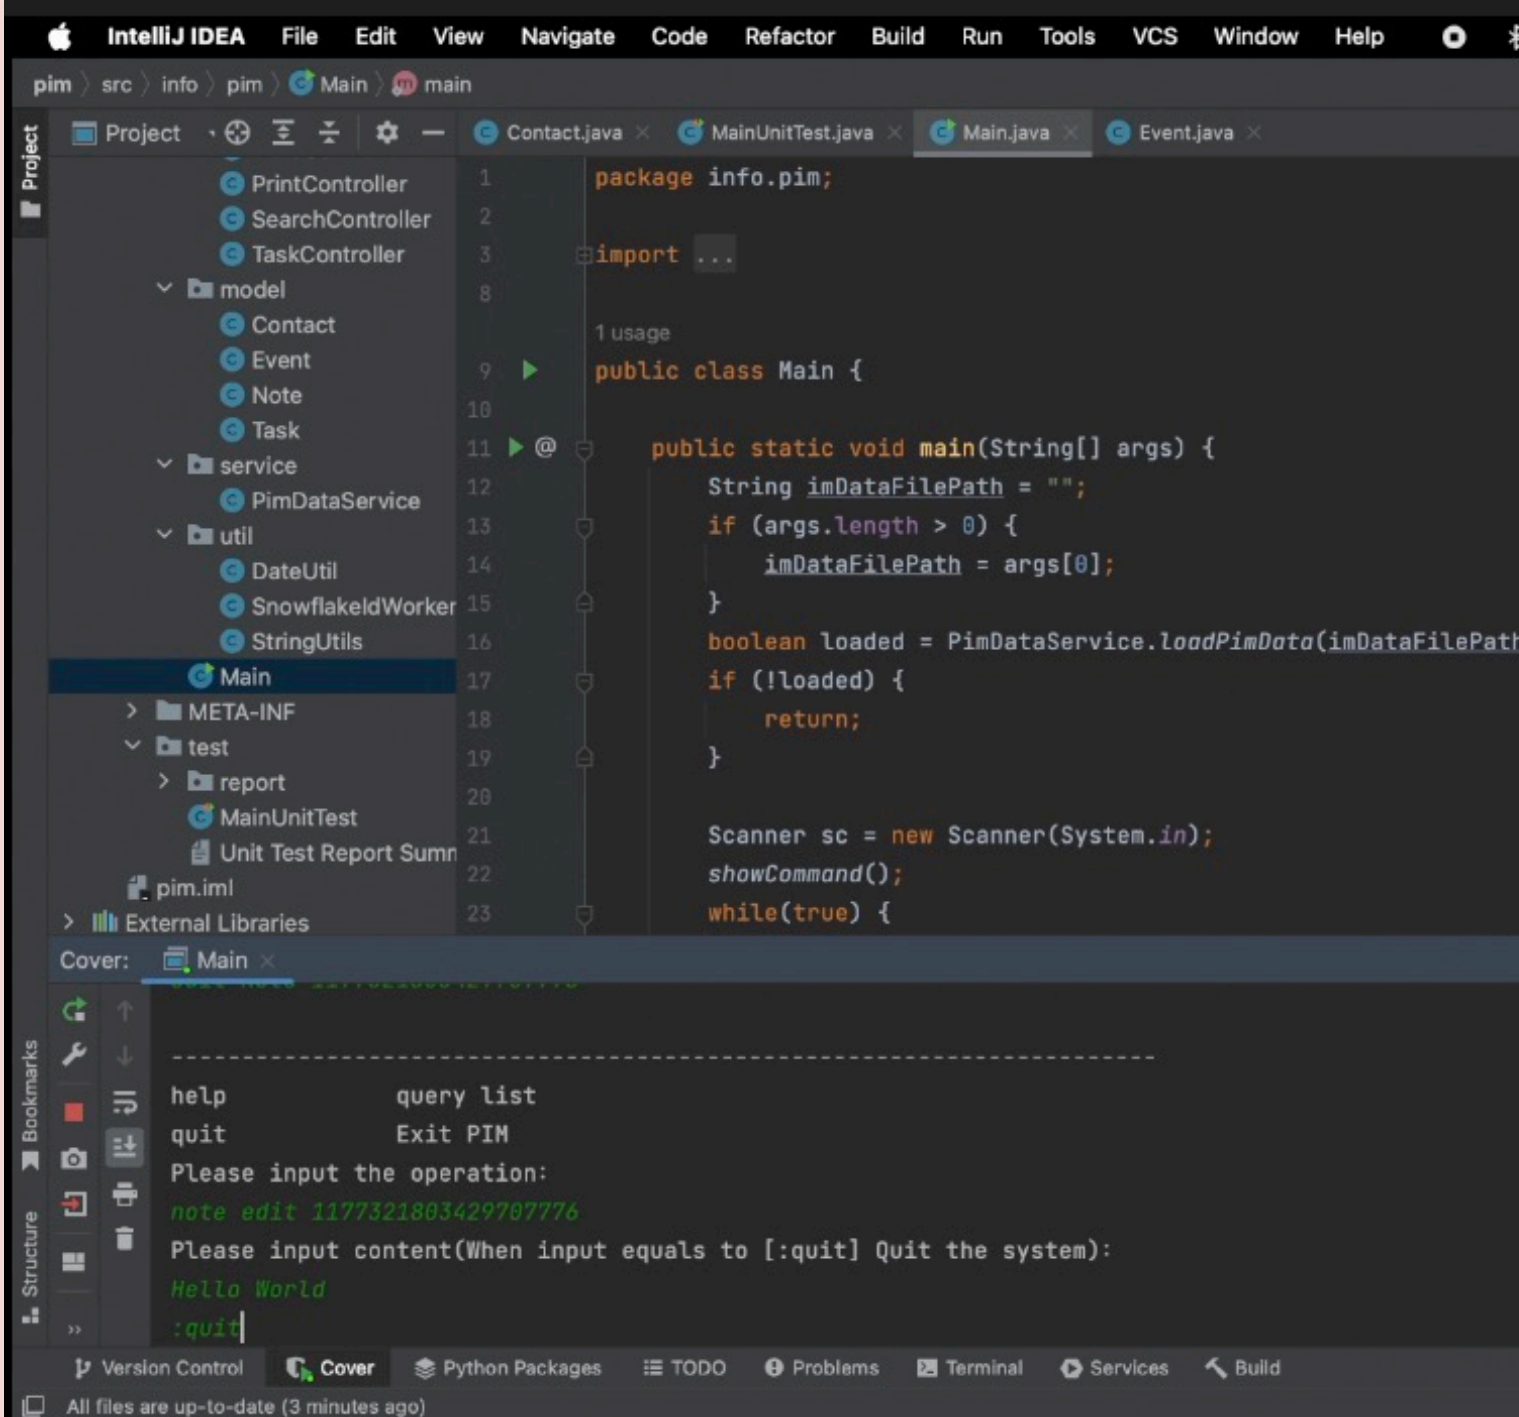 IntelliJ IDEA File Edit View Navigate Code Refactor Build Run Tools VCS Window Help
pim src info pim Main main
Project
Project
Contact.java
MainUnitTest.java
Main.java
Event.java
PrintController
SearchController
TaskController
model
Contact
Event
Note
Task
service
PimDataService
util
DateUtil
SnowflakeIdWorker
StringUtils
Main
META-INF
test
report
MainUnitTest
Unit Test Report Summ
pim.iml
External Libraries
1 package info.pim;
2
3 import ...
8
1 usage
9 public class Main {
10
11 @ public static void main(String[] args) {
12 String imDataFilePath = "";
13 if (args.length > 0) {
14 imDataFilePath = args[0];
15 }
16 boolean loaded = PimDataService.loadPimData(imDataFilePath
17 if (!loaded) {
18 return;
19 }
20
21 Scanner sc = new Scanner(System.in);
22 showCommand();
23 while(true) {
Cover: Main
----------------------------------------------------------------------
help query list
quit Exit PIM
Please input the operation:
note edit 1177321803429707776
Please input content(When input equals to [:quit] Quit the system):
Hello World
:quit
Bookmarks
Structure
Version Control Cover Python Packages TODO Problems Terminal Services Build
All files are up-to-date (3 minutes ago)